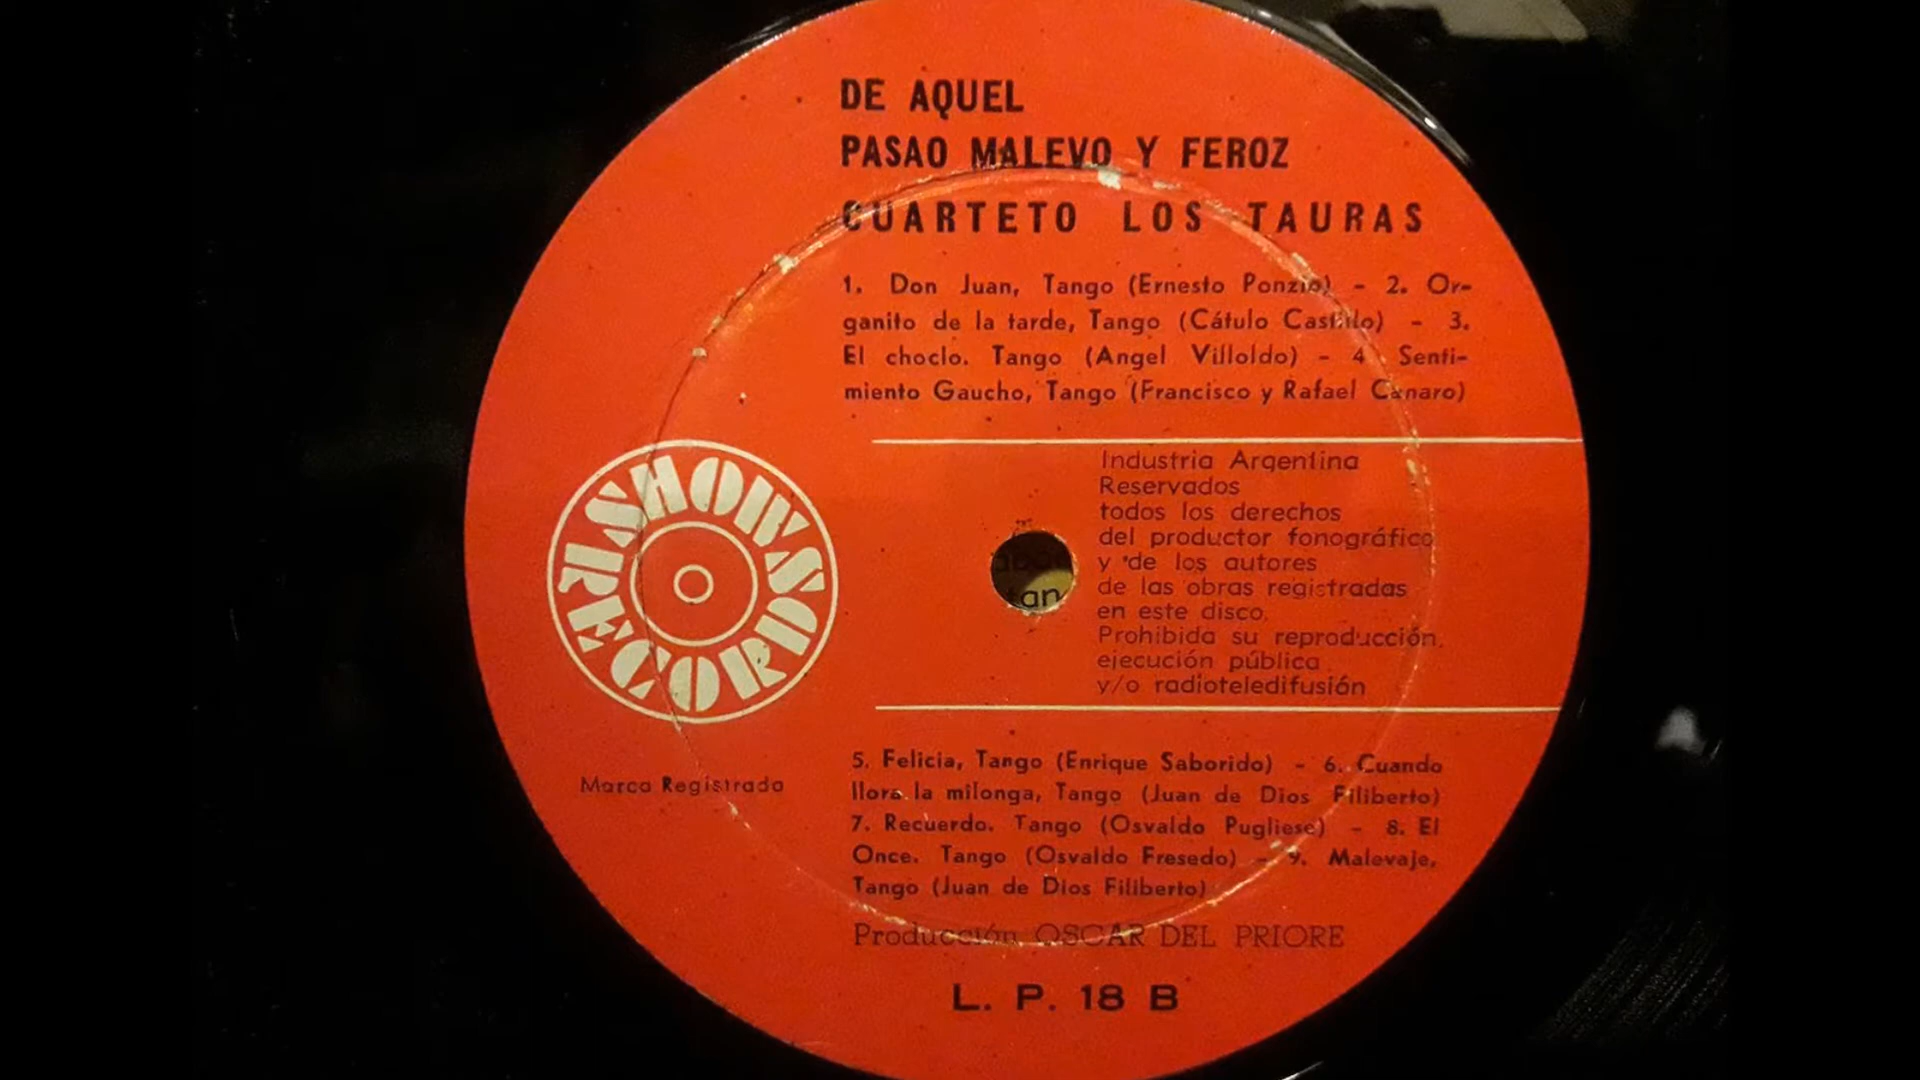 DE AQUEL
PASAO MALEVO Y FEROZ
CUARTETO LOS TAURAS
1. Don Juan, Tango (Ernesto Ponzio) - 2. Or-
ganito de la tarde, Tango (Cátulo Castillo) - 3.
El choclo. Tango (Angel Villoldo) - 4 Senti-
miento Gaucho, Tango (Francisco y Rafael Canaro)
SHOWS RECORDS
Industria Argentina
Reservados
todos los derechos
del productor fonográfico
y de los autores
de las obras registradas
en este disco.
Prohibida su reproducción,
ejecución pública
y/o radioteledifusión
Marca Registrada
5. Felicia, Tango (Enrique Saborido) - 6. Cuando
llora la milonga, Tango (Juan de Dios Filiberto)
7. Recuerdo. Tango (Osvaldo Pugliese) - 8. El
Once. Tango (Osvaldo Fresedo) - 9. Malevaje,
Tango (Juan de Dios Filiberto)
Producción OSCAR DEL PRIORE
L. P. 18 B